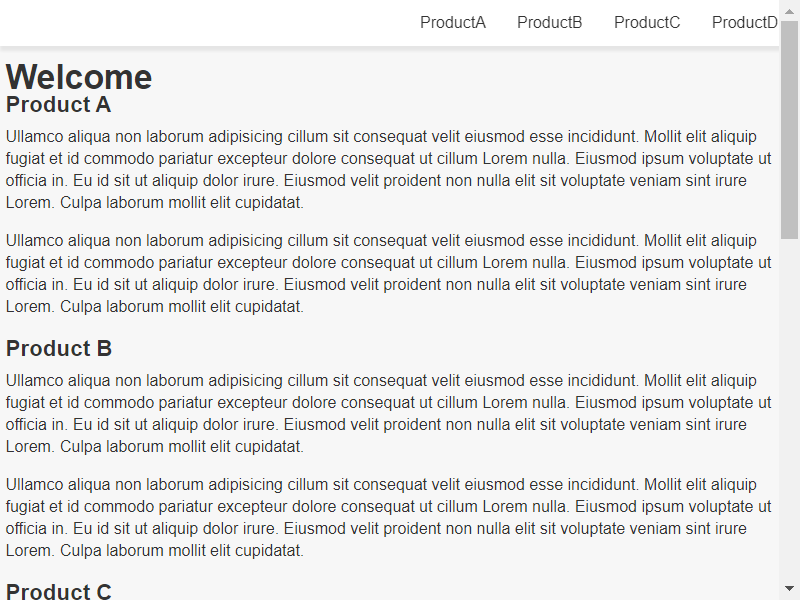 ProductA ProductB ProductC ProductD
Welcome
Product A
Ullamco aliqua non laborum adipisicing cillum sit consequat velit eiusmod esse incididunt. Mollit elit aliquip
fugiat et id commodo pariatur excepteur dolore consequat ut cillum Lorem nulla. Eiusmod ipsum voluptate ut
officia in. Eu id sit ut aliquip dolor irure. Eiusmod velit proident non nulla elit sit voluptate veniam sint irure
Lorem. Culpa laborum mollit elit cupidatat.
Ullamco aliqua non laborum adipisicing cillum sit consequat velit eiusmod esse incididunt. Mollit elit aliquip
fugiat et id commodo pariatur excepteur dolore consequat ut cillum Lorem nulla. Eiusmod ipsum voluptate ut
officia in. Eu id sit ut aliquip dolor irure. Eiusmod velit proident non nulla elit sit voluptate veniam sint irure
Lorem. Culpa laborum mollit elit cupidatat.
Product B
Ullamco aliqua non laborum adipisicing cillum sit consequat velit eiusmod esse incididunt. Mollit elit aliquip
fugiat et id commodo pariatur excepteur dolore consequat ut cillum Lorem nulla. Eiusmod ipsum voluptate ut
officia in. Eu id sit ut aliquip dolor irure. Eiusmod velit proident non nulla elit sit voluptate veniam sint irure
Lorem. Culpa laborum mollit elit cupidatat.
Ullamco aliqua non laborum adipisicing cillum sit consequat velit eiusmod esse incididunt. Mollit elit aliquip
fugiat et id commodo pariatur excepteur dolore consequat ut cillum Lorem nulla. Eiusmod ipsum voluptate ut
officia in. Eu id sit ut aliquip dolor irure. Eiusmod velit proident non nulla elit sit voluptate veniam sint irure
Lorem. Culpa laborum mollit elit cupidatat.
Product C